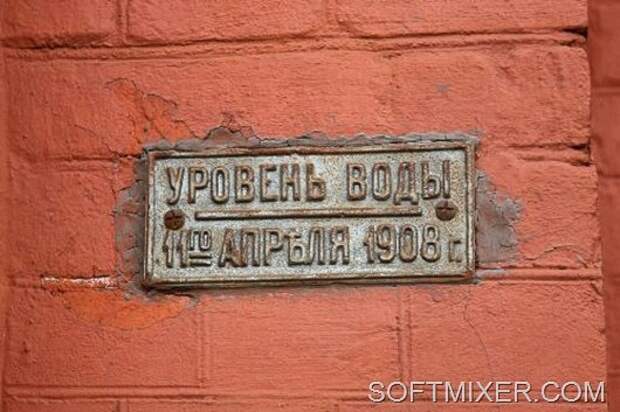 УРОВЕНЬ ВОДЫ
11го АПРѢЛЯ 1908 г.
SOFTMIXER.COM©